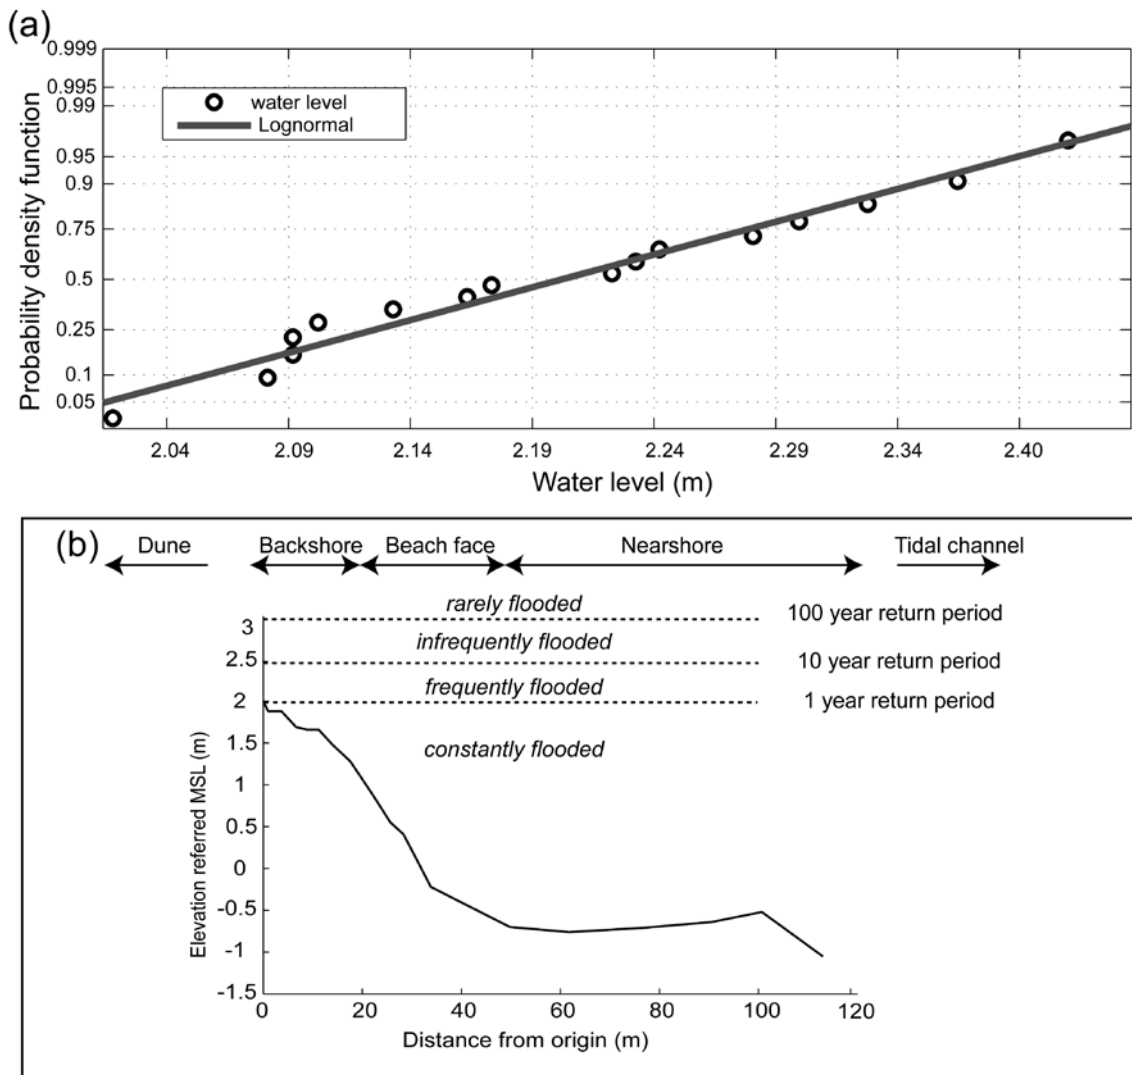 (a)
0.999
0.995
0.99
0.95
0.9
0.75
0.5
0.25
0.1
0.05
Probability density function
water level
Lognormal
2.04 2.09 2.14 2.19 2.24 2.29 2.34 2.40
Water level (m)
(b)
Dune Backshore Beach face Nearshore Tidal channel
rarely flooded
100 year return period
infrequently flooded
10 year return period
frequently flooded
1 year return period
constantly flooded
3
2.5
2
1.5
1
0.5
0
-0.5
-1
-1.5
Elevation referred MSL (m)
0 20 40 60 80 100 120
Distance from origin (m)